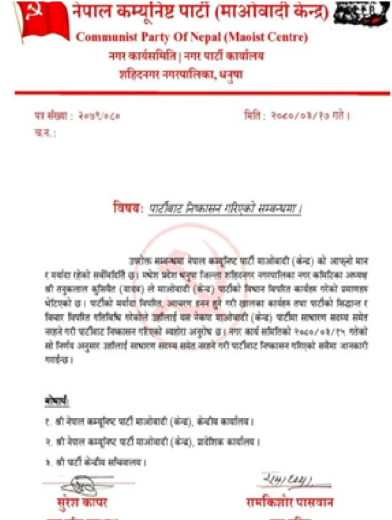 नेपाल कम्यूनिष्ट पार्टी (माओवादी केन्द्र)
Communist Party Of Nepal (Maoist Centre)
नगर कार्यसमिति | नगर पार्टी कार्यालय
शहिदनगर नगरपालिका, धनुषा
पत्र संख्या : २०७९/०८०
मिति : २०८०/०३/१७ गते ।
च.नं. :
विषय: पार्टीबाट निष्कासन गरिएको सम्बन्धमा ।
उपरोक्त सम्बन्धमा नेपाल कम्युनिष्ट पार्टी माओवादी (केन्द्र) को आफ्नो मान
र मर्यादा रहेको सर्वविदितै छ। मधेश प्रदेश धनुषा जिल्ला शहिदनगर नगरपालिका नगर कमिटिका अध्यक्ष
श्री तनुकलाल कुसियैत (यादव) ले माओवादी (केन्द्र) पार्टीको विधान विपरित कार्यहरु गरेको प्रमाणहरु
भेटिएको छ। पार्टीको मर्यादा विपरित, आचरण हनन हुने गरी खालका कार्यहरु तथा पार्टीको सिद्धान्त र
विचार विपरित गतिविधि गरेकोले उहाँलाई यस नेकपा माओवादी (केन्द्र) पार्टीमा साधारण सदस्य समेत
नरहने गरी पार्टीबाट निष्कासन गरिएको व्यहोरा अनुरोध छ। नगर कार्य समितिको २०८०/०३/१५ गतेको
सो निर्णय अनुसार उहाँलाई साधारण सदस्य समेत नरहने गरी पार्टीबाट निष्कासन गरिएको सबैमा जानकारी
गराईन्छ।
बोधार्थः
१. श्री नेपाल कम्युनिष्ट पार्टी माओवादी (केन्द्र), केन्द्रीय कार्यालय।
२. श्री नेपाल कम्युनिष्ट पार्टी माओवादी (केन्द्र), प्रादेशिक कार्यालय।
३. श्री पार्टी केन्द्रीय सचिवालय।
सुरेश काफर
रामकिशोर पासवान